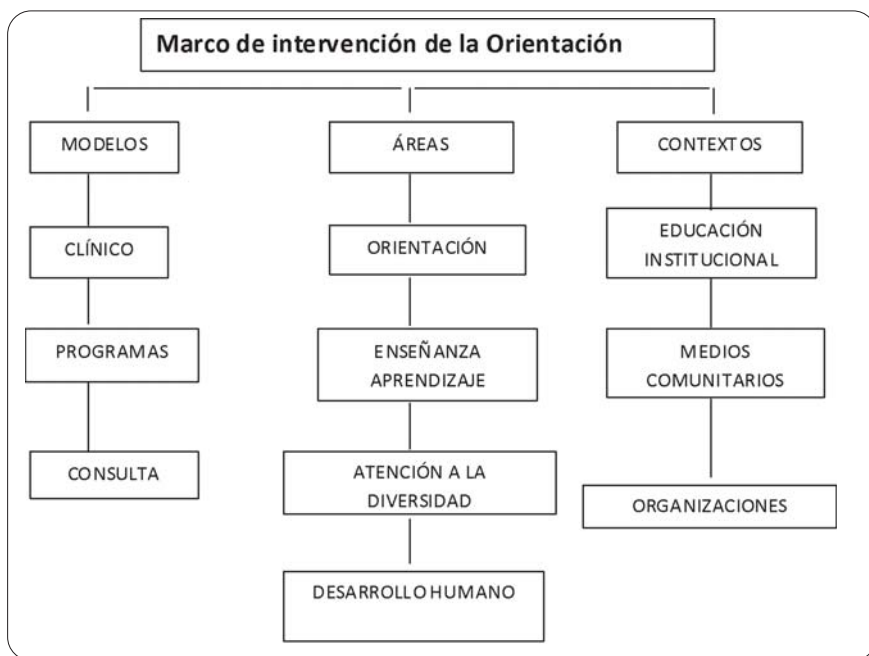 Marco de intervención de la Orientación
MODELOS
CLÍNICO
PROGRAMAS
CONSULTA
ÁREAS
ORIENTACIÓN
ENSEÑANZA
APRENDIZAJE
ATENCIÓN A LA
DIVERSIDAD
DESARROLLO HUMANO
CONTEXTOS
EDUCACIÓN
INSTITUCIONAL
MEDIOS
COMUNITARIOS
ORGANIZACIONES